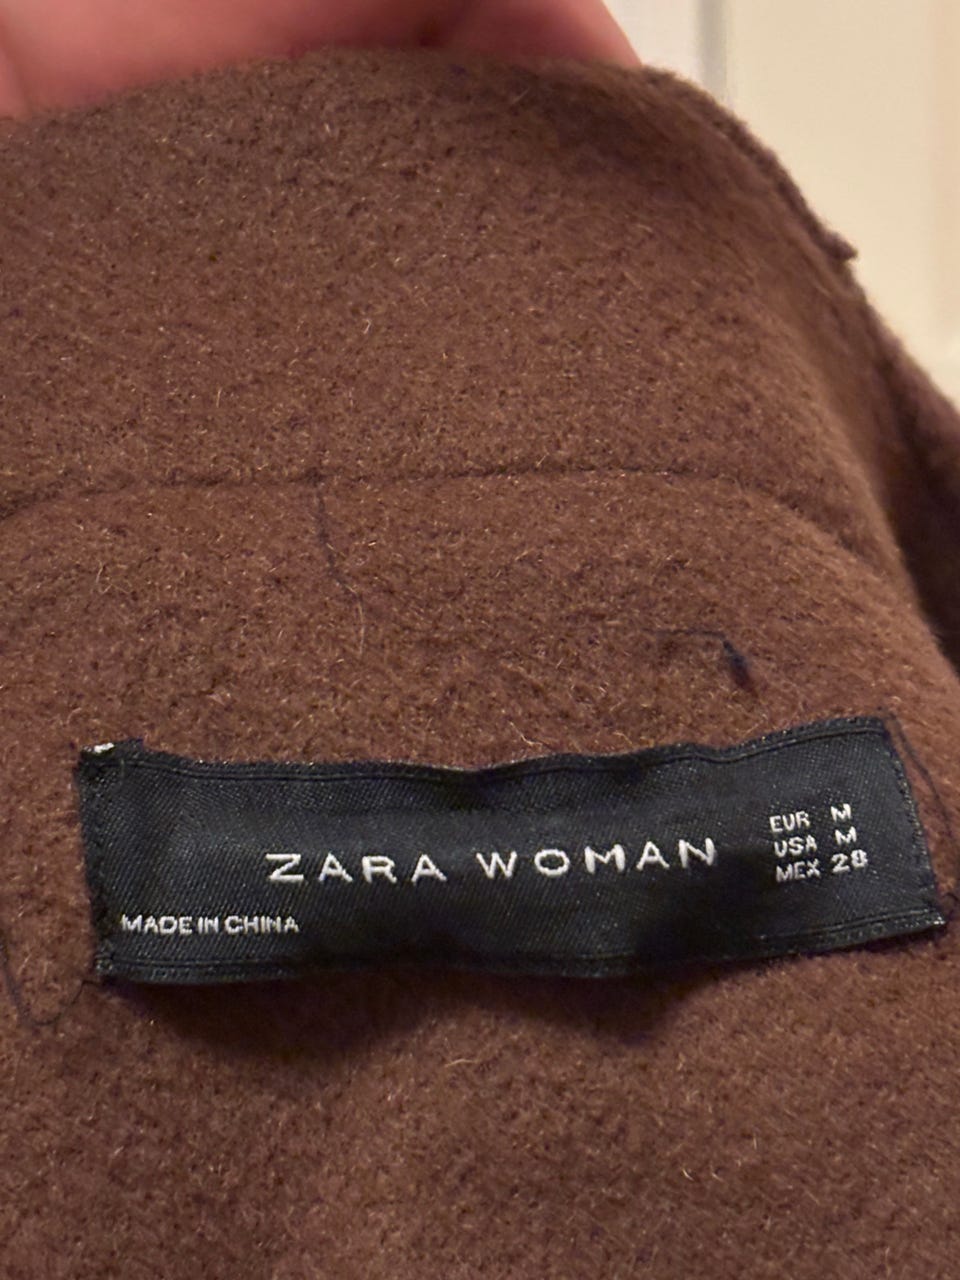 ZARA WOMAN
EUR M
USA M
MEX 28
MADE IN CHINA